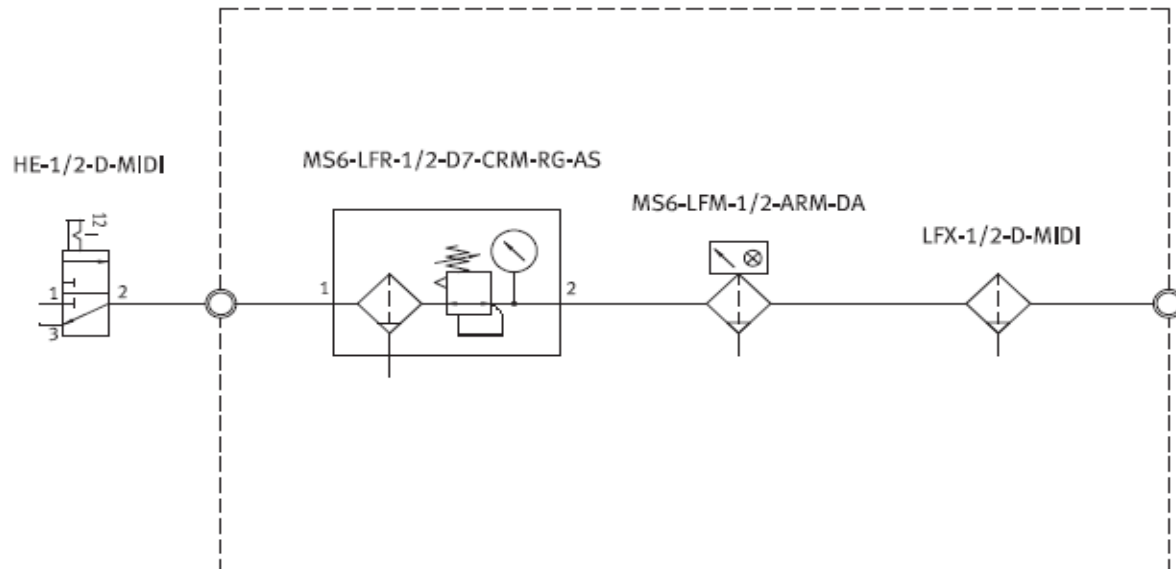 HE-1/2-D-MIDI
MS6-LFR-1/2-D7-CRM-RG-AS
MS6-LFM-1/2-ARM-DA
LFX-1/2-D-MIDI
12
1
2
3
1
2